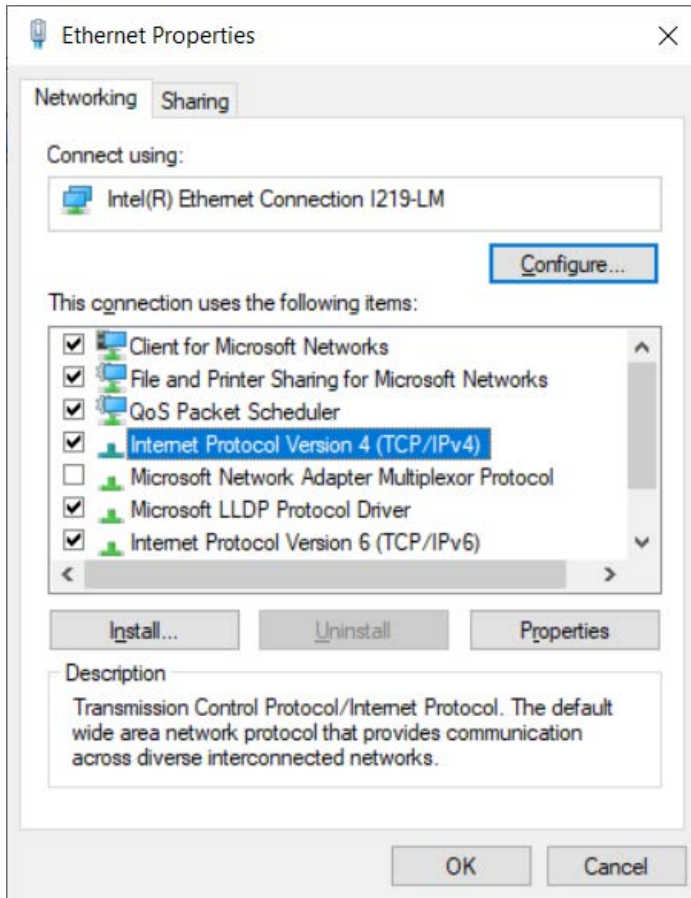 Ethernet Properties
Networking
Sharing
Connect using:
Intel(R) Ethernet Connection I219-LM
Configure...
This connection uses the following items:
Client for Microsoft Networks
File and Printer Sharing for Microsoft Networks
QoS Packet Scheduler
Internet Protocol Version 4 (TCP/IPv4)
Microsoft Network Adapter Multiplexor Protocol
Microsoft LLDP Protocol Driver
Internet Protocol Version 6 (TCP/IPv6)
Install...
Uninstall
Properties
Description
Transmission Control Protocol/Internet Protocol. The default
wide area network protocol that provides communication
across diverse interconnected networks.
OK
Cancel